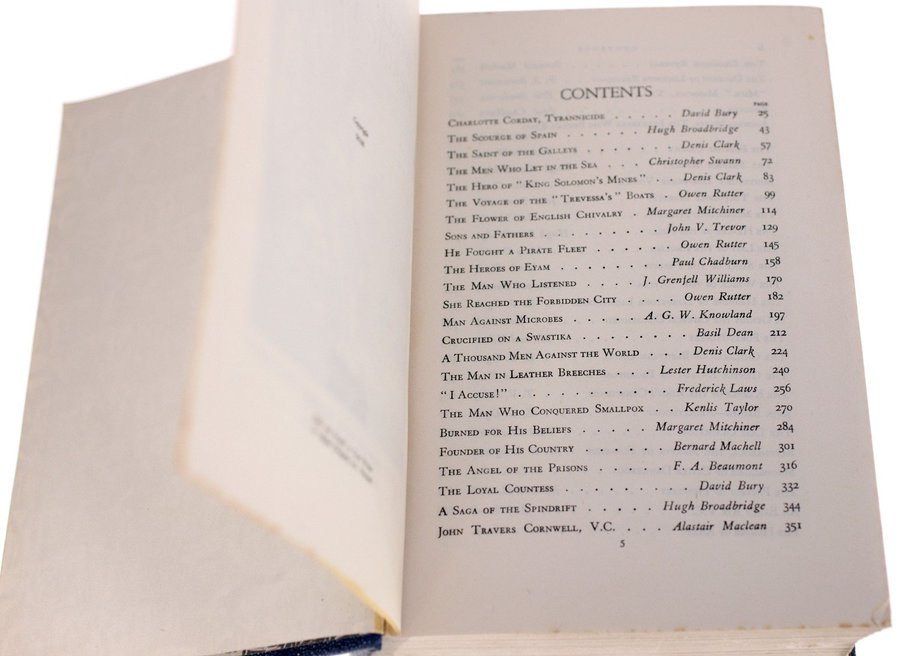 CONTENTS
PAGE
CHARLOTTE CORDAY, TYRANNICIDE . . . . . David Bury 25
THE SCOURGE OF SPAIN . . . . . . Hugh Broadbridge 43
THE SAINT OF THE GALLEYS . . . . . . Denis Clark 57
THE MEN WHO LET IN THE SEA . . . Christopher Swann 72
THE HERO OF "KING SOLOMON'S MINES" . . Denis Clark 83
THE VOYAGE OF THE "TREVESSA'S" BOATS . Owen Rutter 99
THE FLOWER OF ENGLISH CHIVALRY . Margaret Mitchiner 114
SONS AND FATHERS . . . . . . . . John V. Trevor 129
HE FOUGHT A PIRATE FLEET . . . . . . Owen Rutter 145
THE HEROES OF EYAM . . . . . . . Paul Chadburn 158
THE MAN WHO LISTENED . . . . J. Grenfell Williams 170
SHE REACHED THE FORBIDDEN CITY . . . . Owen Rutter 182
MAN AGAINST MICROBES . . . . . A. G. W. Knowland 197
CRUCIFIED ON A SWASTIKA . . . . . . . . Basil Dean 212
A THOUSAND MEN AGAINST THE WORLD . . . Denis Clark 224
THE MAN IN LEATHER BREECHES . . . Lester Hutchinson 240
"I ACCUSE!" . . . . . . . . . . . Frederick Laws 256
THE MAN WHO CONQUERED SMALLPOX . . Kenlis Taylor 270
BURNED FOR HIS BELIEFS . . . . . Margaret Mitchiner 284
FOUNDER OF HIS COUNTRY . . . . . Bernard Machell 301
THE ANGEL OF THE PRISONS . . . . . F. A. Beaumont 316
THE LOYAL COUNTESS . . . . . . . . David Bury 332
A SAGA OF THE SPINDRIFT . . . . . Hugh Broadbridge 344
JOHN TRAVERS CORNWELL, V.C. . . . Alastair Maclean 351
5